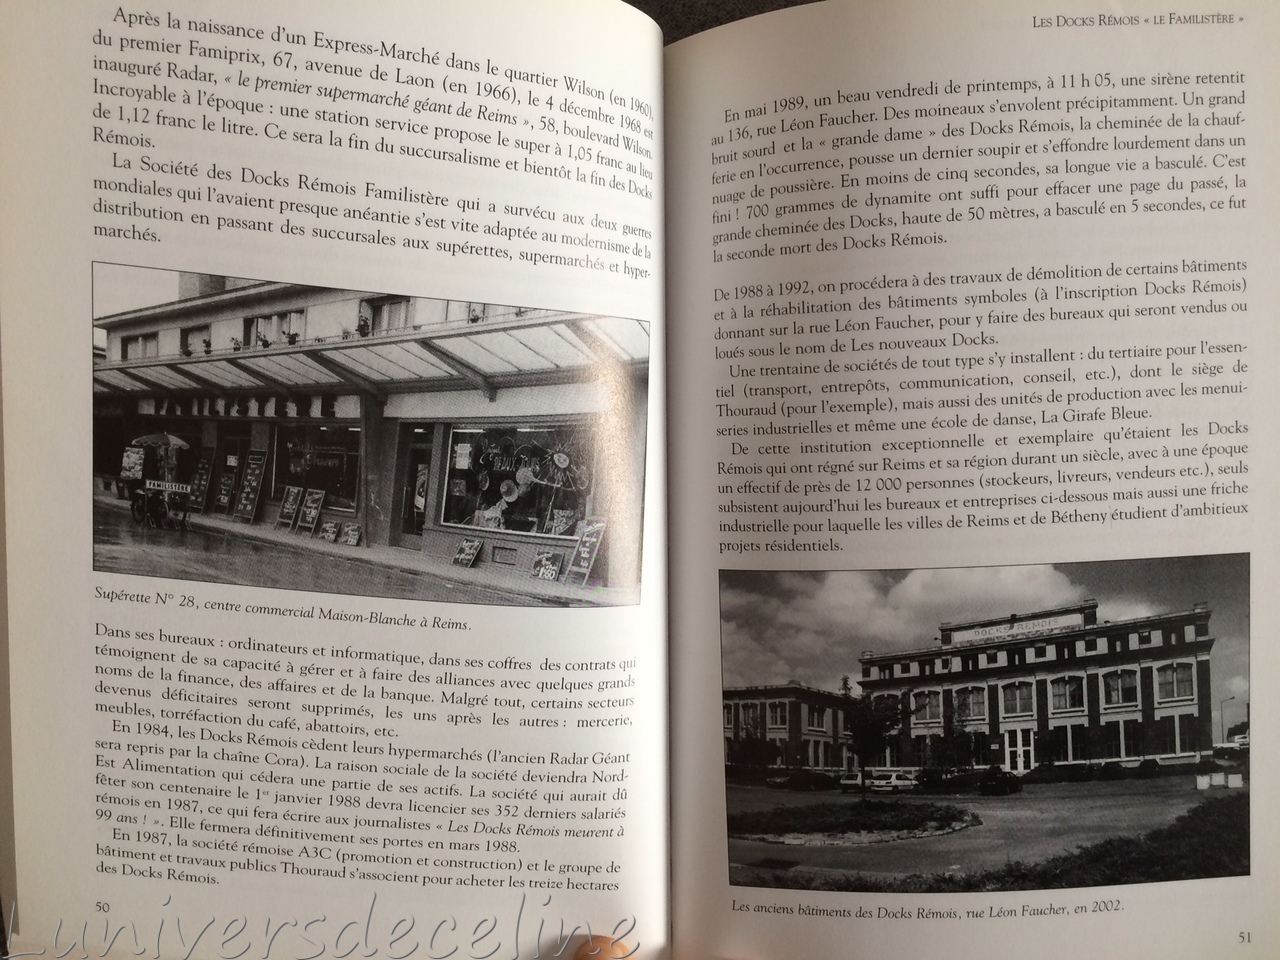 Après la naissance d'un Express-Marché dans le quartier Wilson (en 1960),
du premier Famiprix, 67, avenue de Laon (en 1966), le 4 décembre 1968 est
inauguré Radar, « le premier supermarché géant de Reims », 58, boulevard Wilson.
Incroyable à l'époque : une station service propose le super à 1,05 franc au lieu
de 1,12 franc le litre. Ce sera la fin du succursalisme et bientôt la fin des Docks
Rémois.
La Société des Docks Rémois Familistère qui a survécu aux deux guerres
mondiales qui l'avaient presque anéantie s'est vite adaptée au modernisme de la
distribution en passant des succursales aux supérettes, supermarchés et hyper-
marchés.
FAMILISTÈRE
Supérette N° 28, centre commercial Maison-Blanche à Reims.
Dans ses bureaux : ordinateurs et informatique, dans ses coffres des contrats qui
témoignent de sa capacité à gérer et à faire des alliances avec quelques grands
noms de la finance, des affaires et de la banque. Malgré tout, certains secteurs
devenus déficitaires seront supprimés, les uns après les autres : mercerie,
meubles, torréfaction du café, abattoirs, etc.
En 1984, les Docks Rémois cèdent leurs hypermarchés (l'ancien Radar Géant
sera repris par la chaîne Cora). La raison sociale de la société deviendra Nord-
Est Alimentation qui cédera une partie de ses actifs. La société qui aurait dû
fêter son centenaire le 1er janvier 1988 devra licencier ses 352 derniers salariés
rémois en 1987, ce qui fera écrire aux journalistes « Les Docks Rémois meurent à
99 ans ! ». Elle fermera définitivement ses portes en mars 1988.
En 1987, la société rémoise A3C (promotion et construction) et le groupe de
bâtiment et travaux publics Thouraud s'associent pour acheter les treize hectares
des Docks Rémois.
50
Luniversdeceline
LES DOCKS RÉMOIS « LE FAMILISTÈRE »
En mai 1989, un beau vendredi de printemps, à 11 h 05, une sirène retentit
au 136, rue Léon Faucher. Des moineaux s'envolent précipitamment. Un grand
bruit sourd et la « grande dame » des Docks Rémois, la cheminée de la chauf-
ferie en l'occurrence, pousse un dernier soupir et s'effondre lourdement dans un
nuage de poussière. En moins de cinq secondes, sa longue vie a basculé. C'est
fini ! 700 grammes de dynamite ont suffi pour effacer une page du passé, la
grande cheminée des Docks, haute de 50 mètres, a basculé en 5 secondes, ce fut
la seconde mort des Docks Rémois.
De 1988 à 1992, on procédera à des travaux de démolition de certains bâtiments
et à la réhabilitation des bâtiments symboles (à l'inscription Docks Rémois)
donnant sur la rue Léon Faucher, pour y faire des bureaux qui seront vendus ou
loués sous le nom de Les nouveaux Docks.
Une trentaine de sociétés de tout type s'y installent : du tertiaire pour l'essen-
tiel (transport, entrepôts, communication, conseil, etc.), dont le siège de
Thouraud (pour l'exemple), mais aussi des unités de production avec les menui-
series industrielles et même une école de danse, La Girafe Bleue.
De cette institution exceptionnelle et exemplaire qu'étaient les Docks
Rémois qui ont régné sur Reims et sa région durant un siècle, avec à une époque
un effectif de près de 12 000 personnes (stockeurs, livreurs, vendeurs etc.), seuls
subsistent aujourd'hui les bureaux et entreprises ci-dessous mais aussi une friche
industrielle pour laquelle les villes de Reims et de Bétheny étudient d'ambitieux
projets résidentiels.
DOCKS REMOIS
Les anciens bâtiments des Docks Rémois, rue Léon Faucher, en 2002.
51